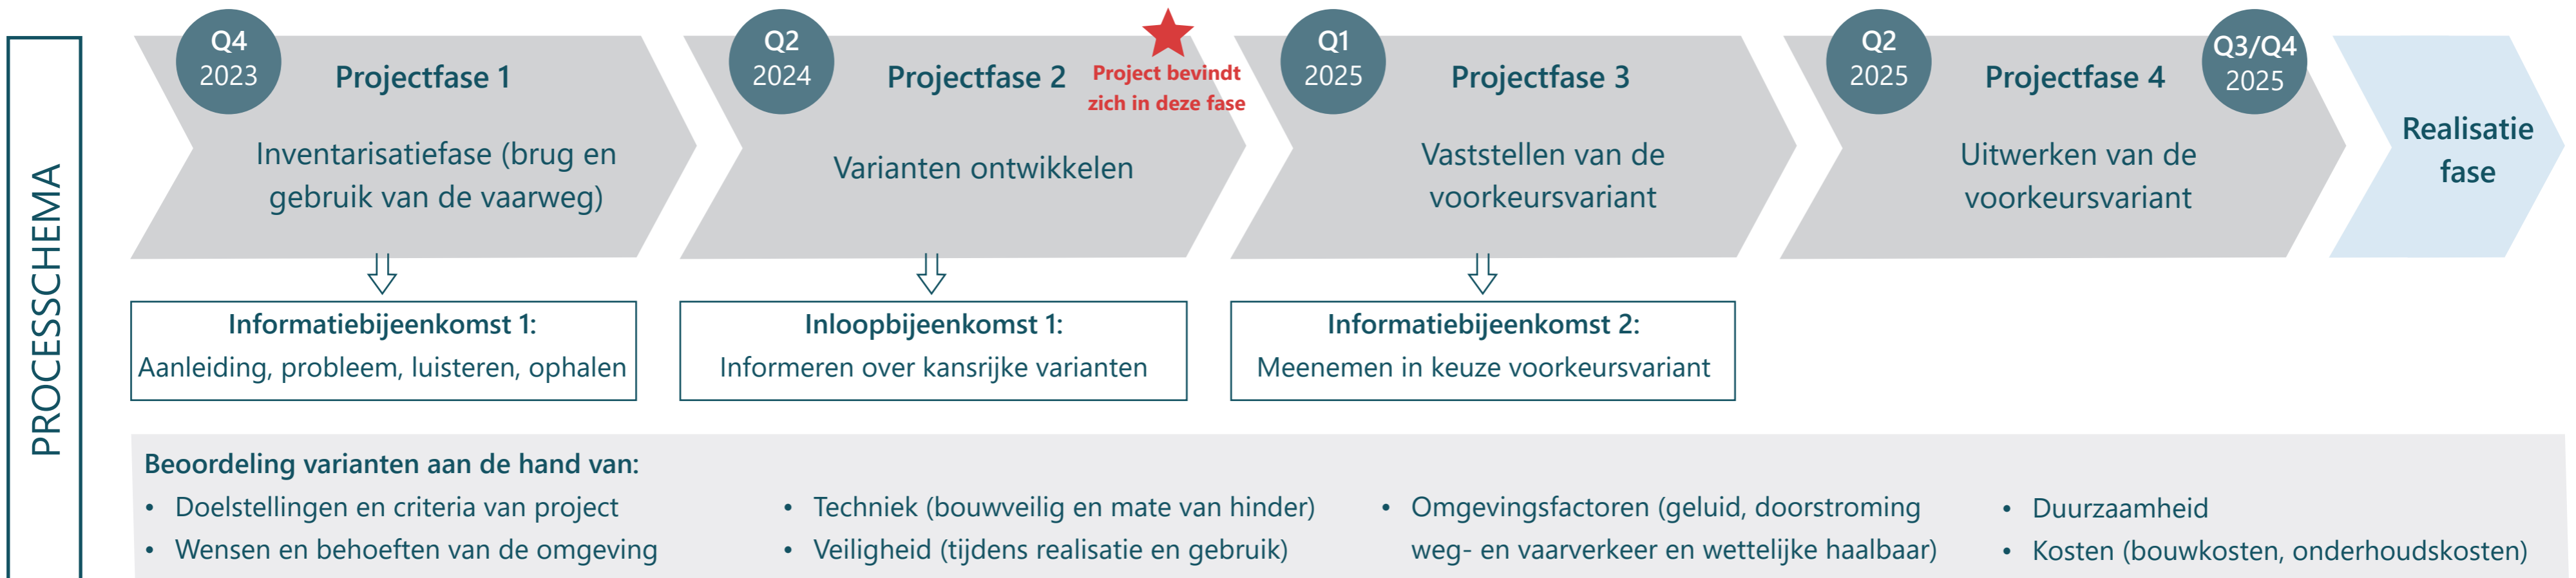 PROCESSCHEMA
Q4
2023
Projectfase 1
Inventarisatiefase (brug en
gebruik van de vaarweg)
Q2
2024
Projectfase 2
Project bevindt
zich in deze fase
Varianten ontwikkelen
Q1
2025
Projectfase 3
Vaststellen van de
voorkeursvariant
Q2
2025
Projectfase 4
Q3/Q4
2025
Uitwerken van de
voorkeursvariant
Realisatie
fase
Informatiebijeenkomst 1:
Aanleiding, probleem, luisteren, ophalen
Inloopbijeenkomst 1:
Informeren over kansrijke varianten
Informatiebijeenkomst 2:
Meenemen in keuze voorkeursvariant
Beoordeling varianten aan de hand van:
• Doelstellingen en criteria van project
• Wensen en behoeften van de omgeving
• Techniek (bouwveilig en mate van hinder)
• Veiligheid (tijdens realisatie en gebruik)
• Omgevingsfactoren (geluid, doorstroming
weg- en vaarverkeer en wettelijke haalbaar)
• Duurzaamheid
• Kosten (bouwkosten, onderhoudskosten)